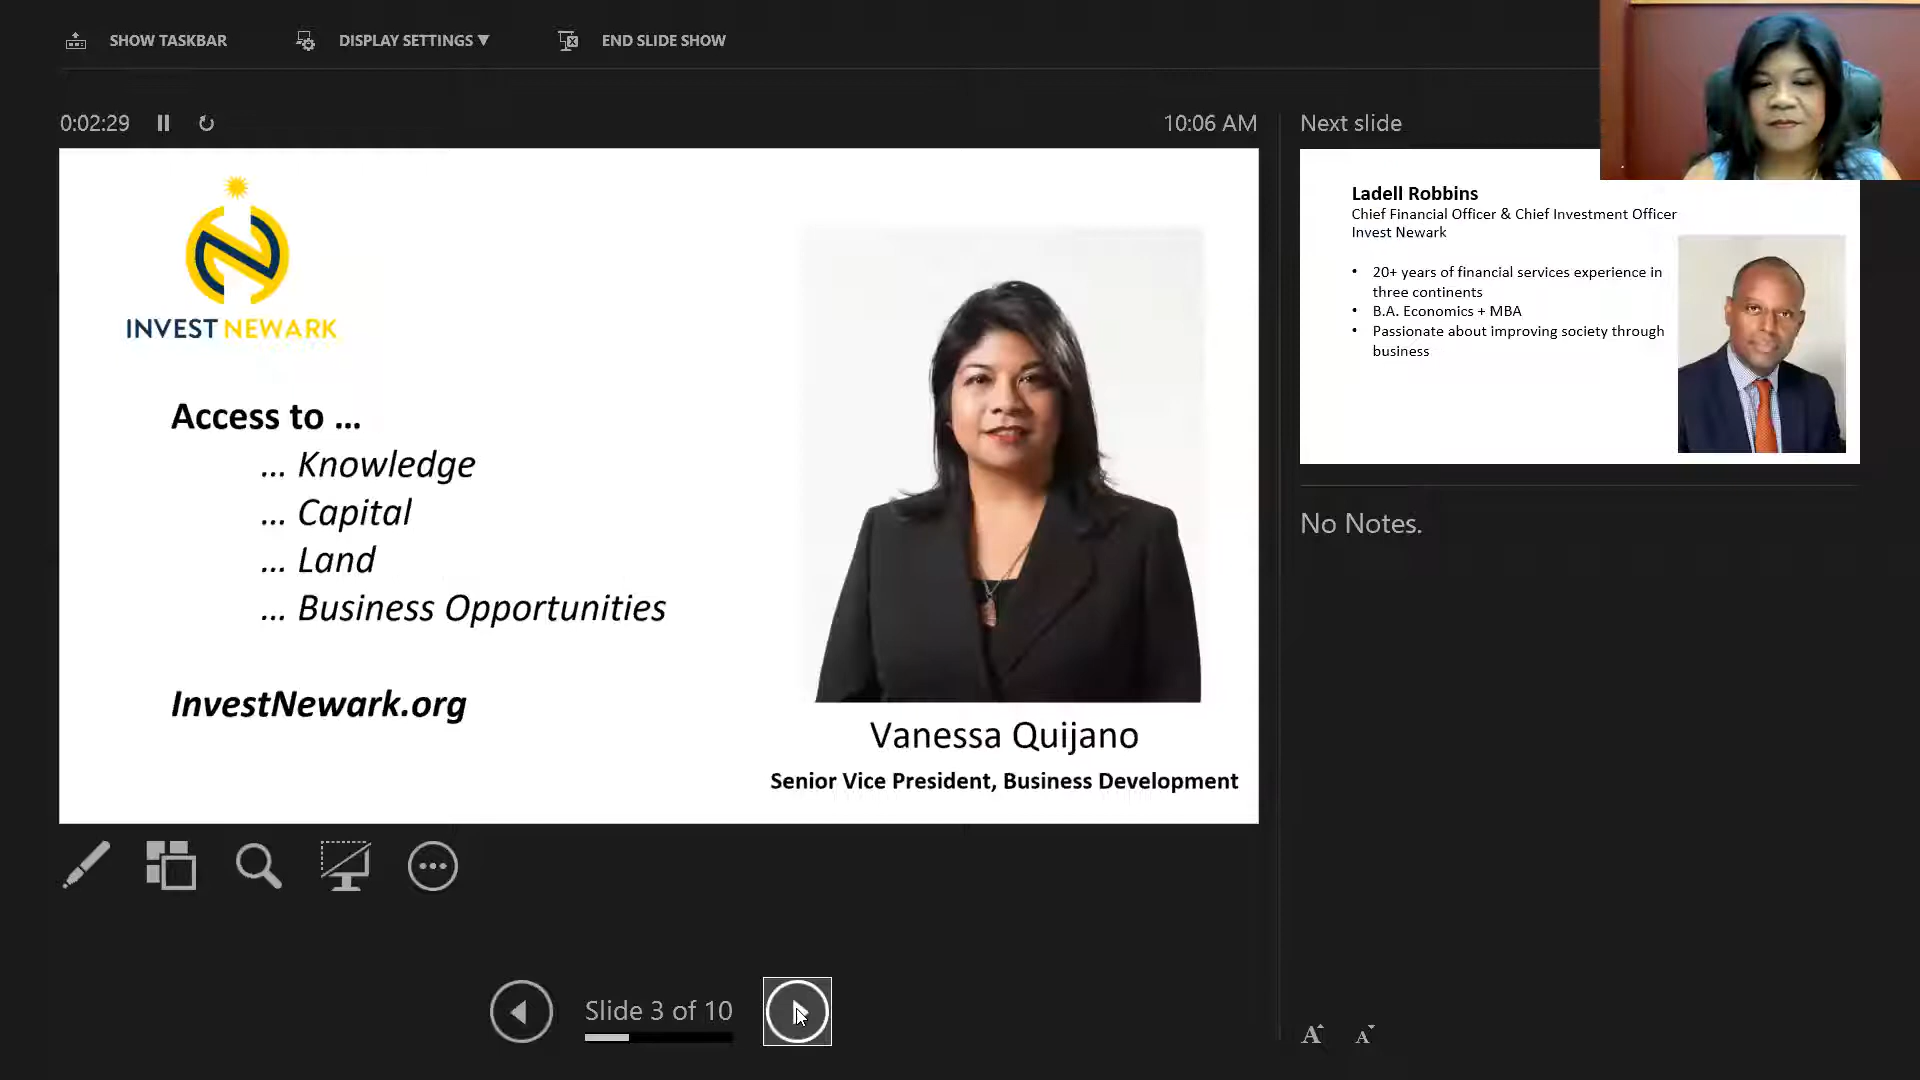 SHOW TASKBAR
DISPLAY SETTINGS ▼
END SLIDE SHOW
0:02:29
10:06 AM
Next slide
INVEST NEWARK
Access to ...
... Knowledge
... Capital
... Land
... Business Opportunities
InvestNewark.org
Vanessa Quijano
Senior Vice President, Business Development
Ladell Robbins
Chief Financial Officer & Chief Investment Officer
Invest Newark
• 20+ years of financial services experience in
three continents
• B.A. Economics + MBA
• Passionate about improving society through
business
No Notes.
Slide 3 of 10
A A